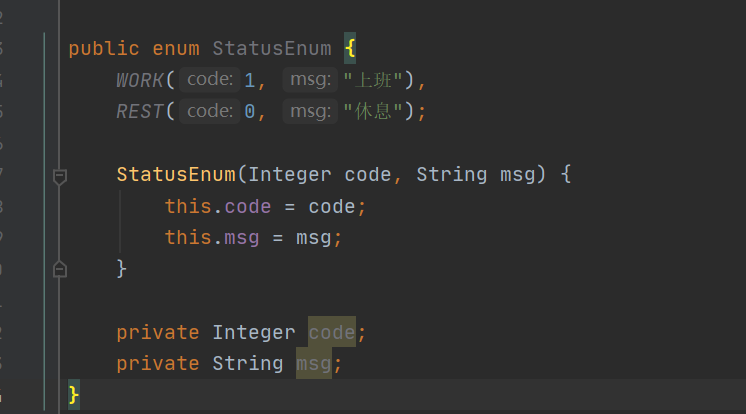 public enum StatusEnum {
WORK( code: 1, msg: "上班"),
REST( code: 0, msg: "休息");
StatusEnum(Integer code, String msg) {
this.code = code;
this.msg = msg;
}
private Integer code;
private String msg;
}